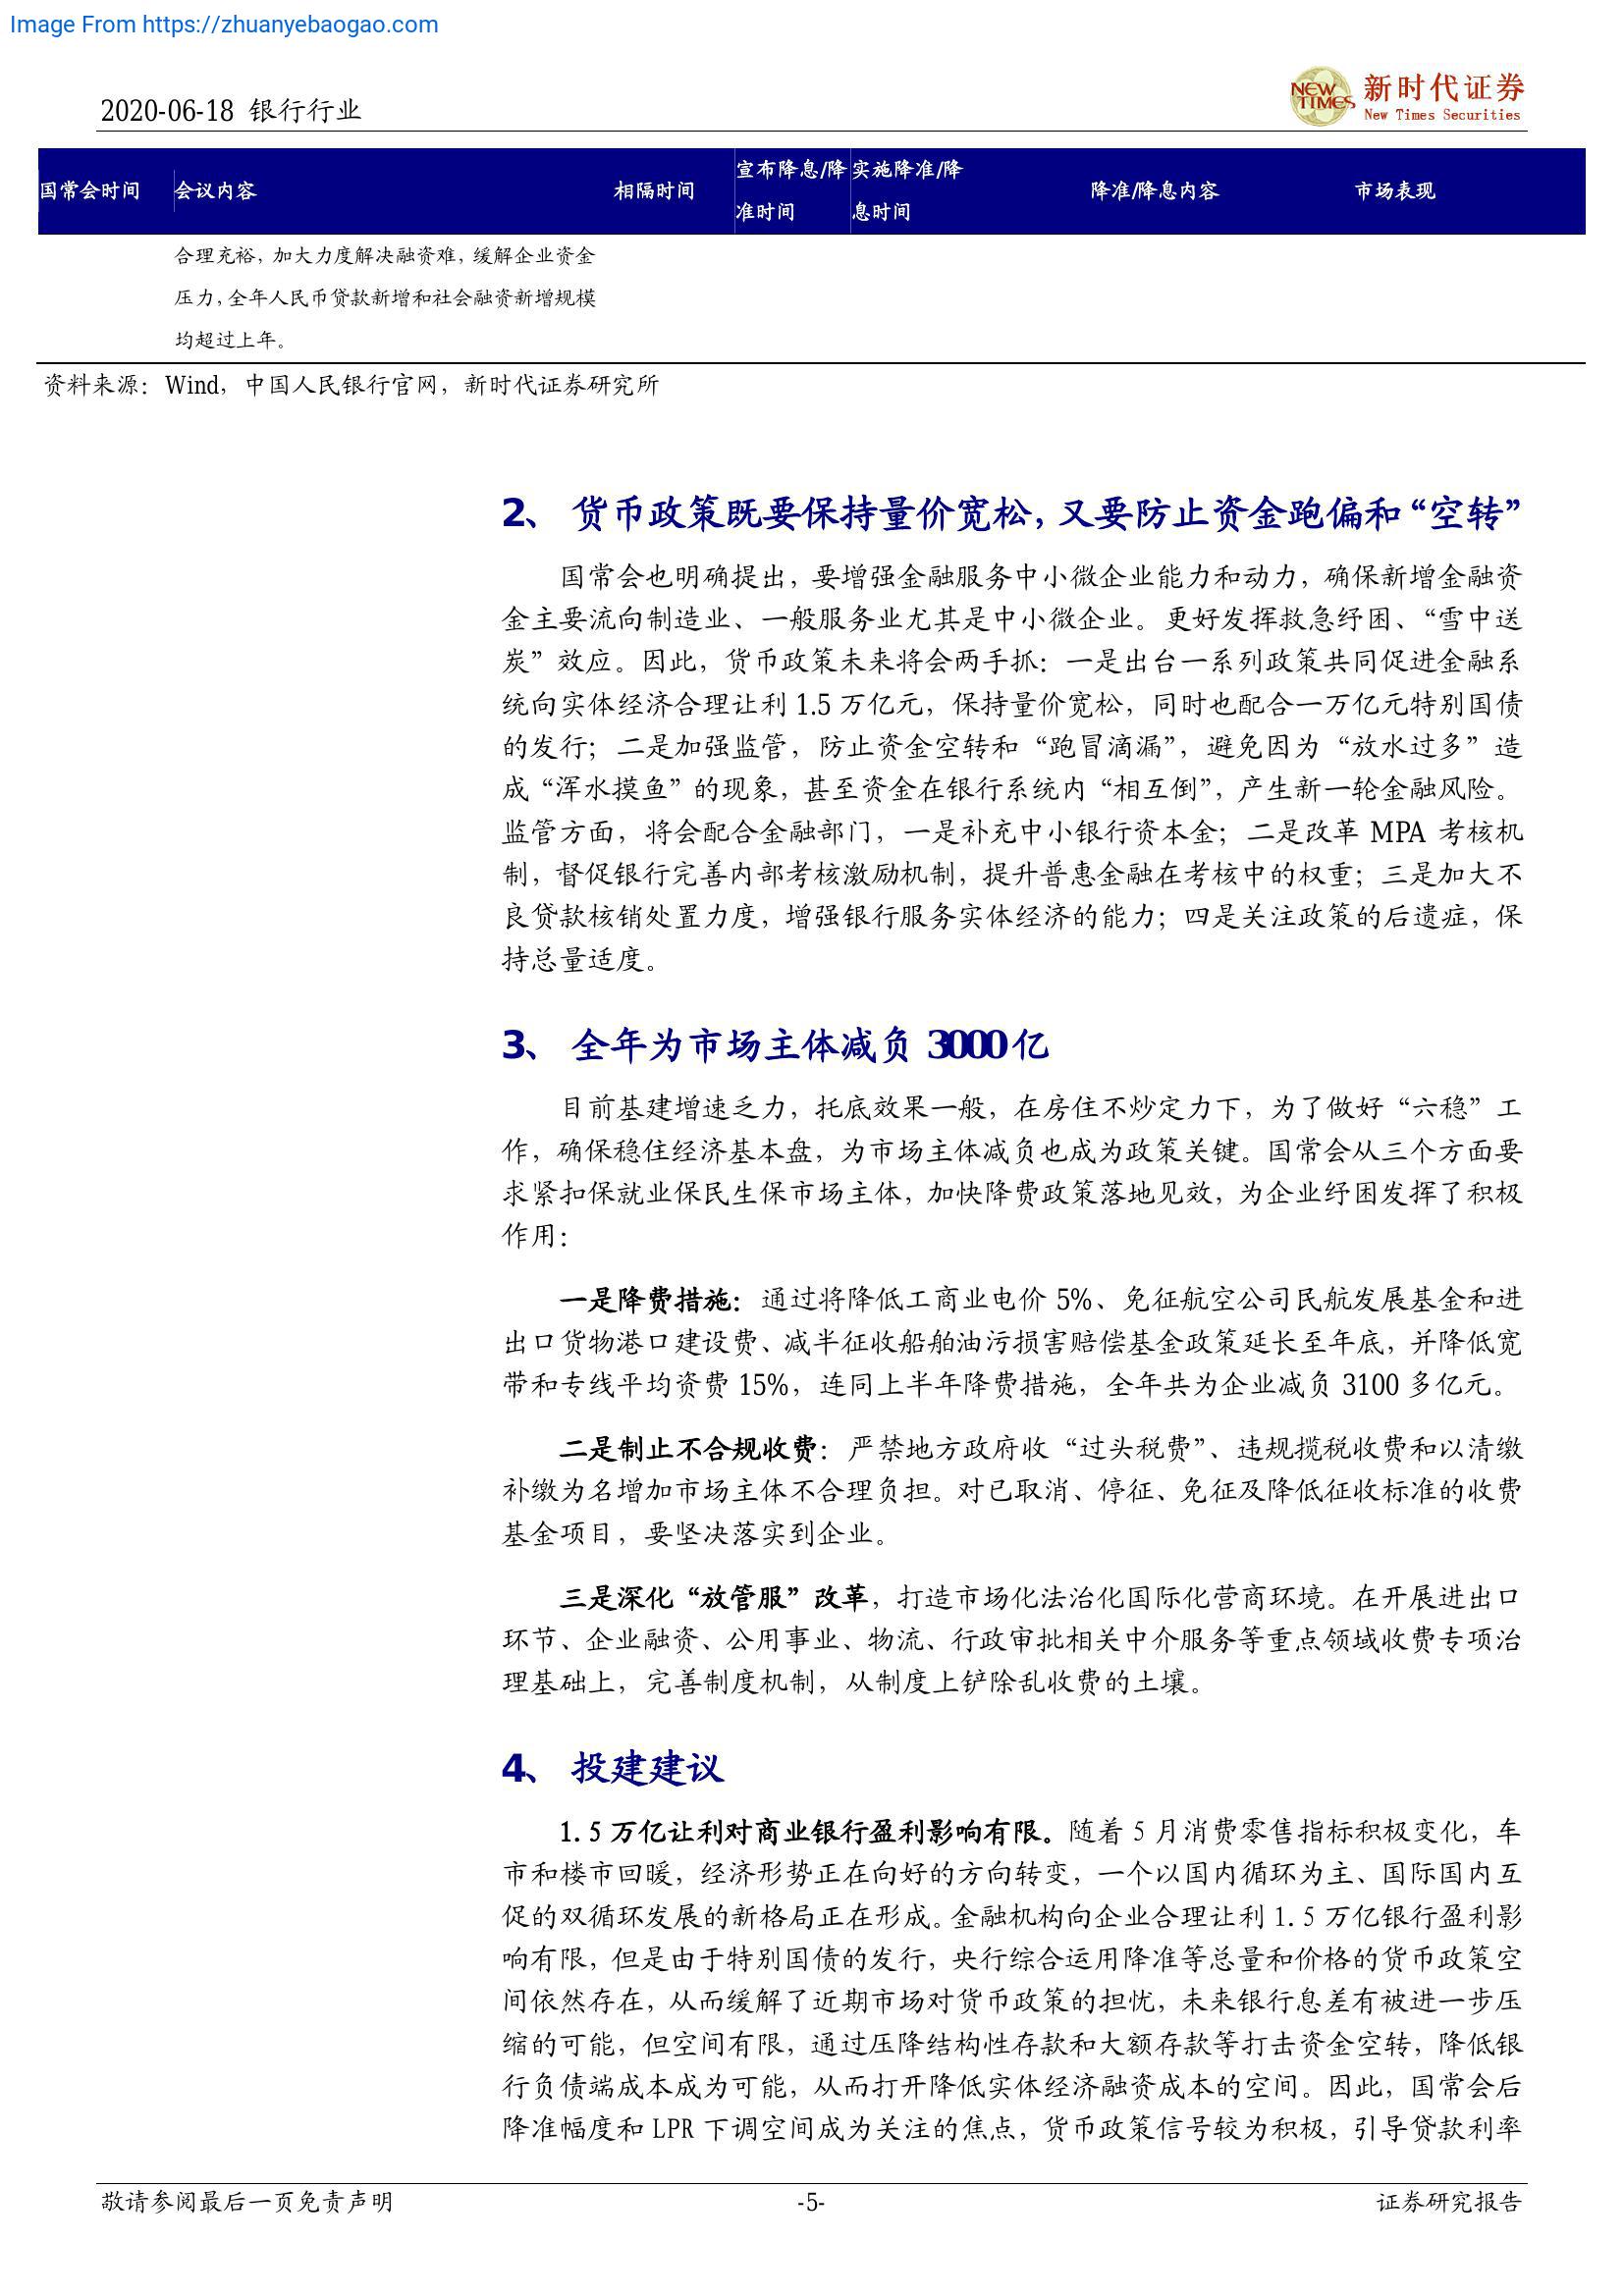 Image From https://zhuanyebaogao.com
2020-06-18 银行行业
NEW TIMES
新时代证券
New Times Securities
国常会时间 会议内容 相隔时间 宣布降息/降准时间 实施降准/降息时间 降准/降息内容 市场表现
合理充裕，加大力度解决融资难，缓解企业资金
压力，全年人民币贷款新增和社会融资新增规模
均超过上年。
资料来源：Wind，中国人民银行官网，新时代证券研究所
2、 货币政策既要保持量价宽松，又要防止资金跑偏和“空转”
国常会也明确提出，要增强金融服务中小微企业能力和动力，确保新增金融资
金主要流向制造业、一般服务业尤其是中小微企业。更好发挥救急纾困、“雪中送
炭”效应。因此，货币政策未来将会两手抓：一是出台一系列政策共同促进金融系
统向实体经济合理让利 1.5 万亿元，保持量价宽松，同时也配合一万亿元特别国债
的发行；二是加强监管，防止资金空转和“跑冒滴漏”，避免因为“放水过多”造
成“浑水摸鱼”的现象，甚至资金在银行系统内“相互倒”，产生新一轮金融风险。
监管方面，将会配合金融部门，一是补充中小银行资本金；二是改革 MPA 考核机
制，督促银行完善内部考核激励机制，提升普惠金融在考核中的权重；三是加大不
良贷款核销处置力度，增强银行服务实体经济的能力；四是关注政策的后遗症，保
持总量适度。
3、 全年为市场主体减负 3000 亿
目前基建增速乏力，托底效果一般，在房住不炒定力下，为了做好“六稳”工
作，确保稳住经济基本盘，为市场主体减负也成为政策关键。国常会从三个方面要
求紧扣保就业保民生保市场主体，加快降费政策落地见效，为企业纾困发挥了积极
作用：
一是降费措施：通过将降低工商业电价 5%、免征航空公司民航发展基金和进
出口货物港口建设费、减半征收船舶油污损害赔偿基金政策延长至年底，并降低宽
带和专线平均资费 15%，连同上半年降费措施，全年共为企业减负 3100 多亿元。
二是制止不合规收费：严禁地方政府收“过头税费”、违规揽税收费和以清缴
补缴为名增加市场主体不合理负担。对已取消、停征、免征及降低征收标准的收费
基金项目，要坚决落实到企业。
三是深化“放管服”改革，打造市场化法治化国际化营商环境。在开展进出口
环节、企业融资、公用事业、物流、行政审批相关中介服务等重点领域收费专项治
理基础上，完善制度机制，从制度上铲除乱收费的土壤。
4、 投建建议
1.5 万亿让利对商业银行盈利影响有限。随着 5 月消费零售指标积极变化，车
市和楼市回暖，经济形势正在向好的方向转变，一个以国内循环为主、国际国内互
促的双循环发展的新格局正在形成。金融机构向企业合理让利 1.5 万亿银行盈利影
响有限，但是由于特别国债的发行，央行综合运用降准等总量和价格的货币政策空
间依然存在，从而缓解了近期市场对货币政策的担忧，未来银行息差有被进一步压
缩的可能，但空间有限，通过压降结构性存款和大额存款等打击资金空转，降低银
行负债端成本成为可能，从而打开降低实体经济融资成本的空间。因此，国常会后
降准幅度和 LPR 下调空间成为关注的焦点，货币政策信号较为积极，引导贷款利率
敬请参阅最后一页免责声明 -5- 证券研究报告